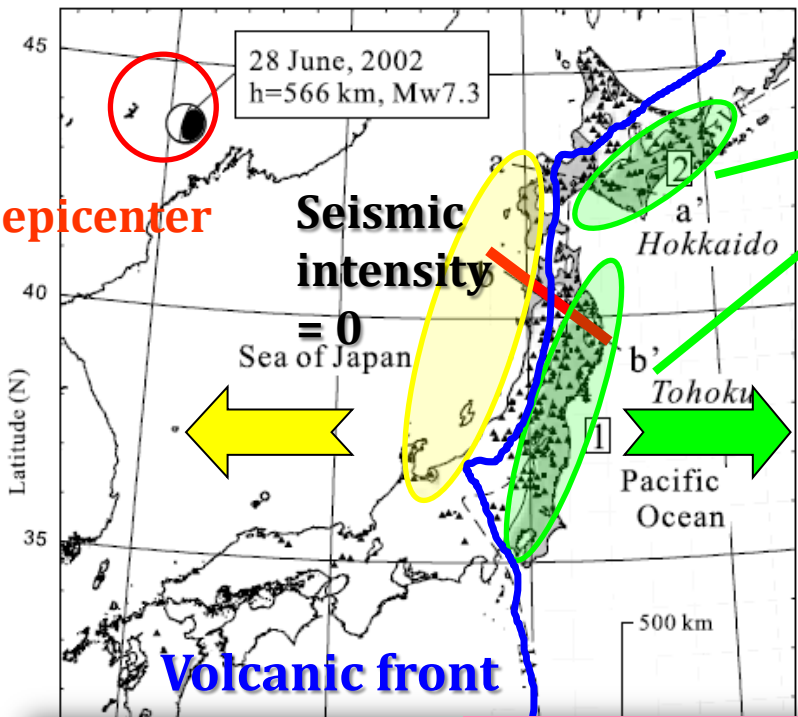 45
28 June, 2002
h=566 km, Mw7.3
a
2
a'
epicenter
Seismic
intensity
= 0
Hokkaido
40
b
Sea of Japan
b'
Tohoku
1
Latitude (N)
Pacific
Ocean
35
500 km
Volcanic front